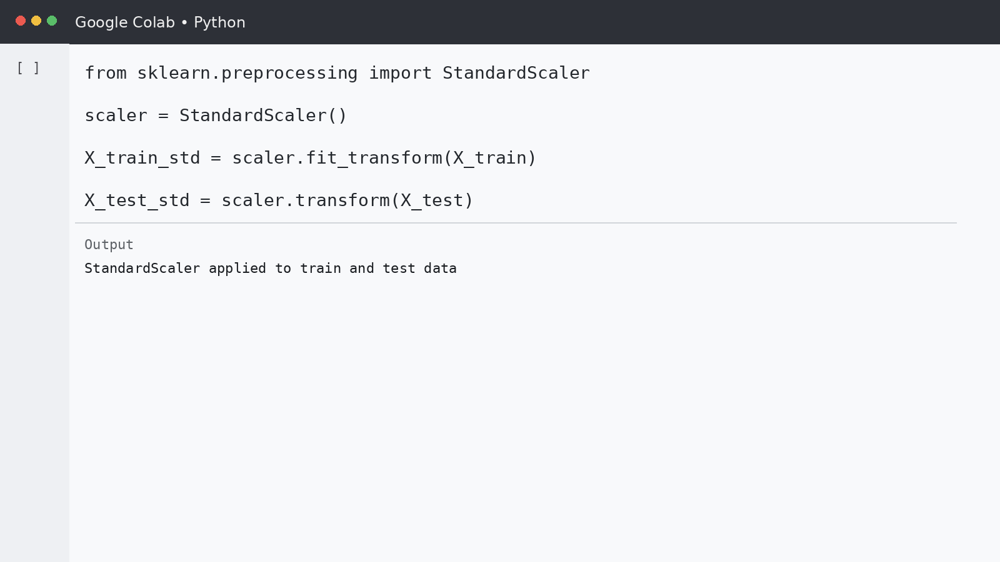 Google Colab • Python
[ ]
from sklearn.preprocessing import StandardScaler
scaler = StandardScaler()
X_train_std = scaler.fit_transform(X_train)
X_test_std = scaler.transform(X_test)
Output
StandardScaler applied to train and test data